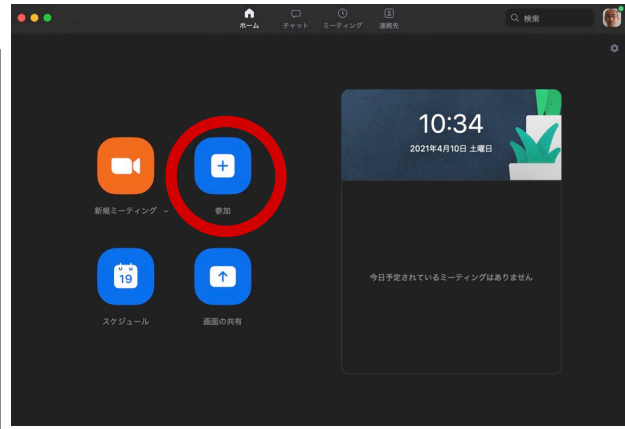 ホーム
チャット
ミーティング
連絡先
検索
10:34
2021年4月10日 土曜日
新規ミーティング
参加
19
スケジュール
画面の共有
今日予定されているミーティングはありません